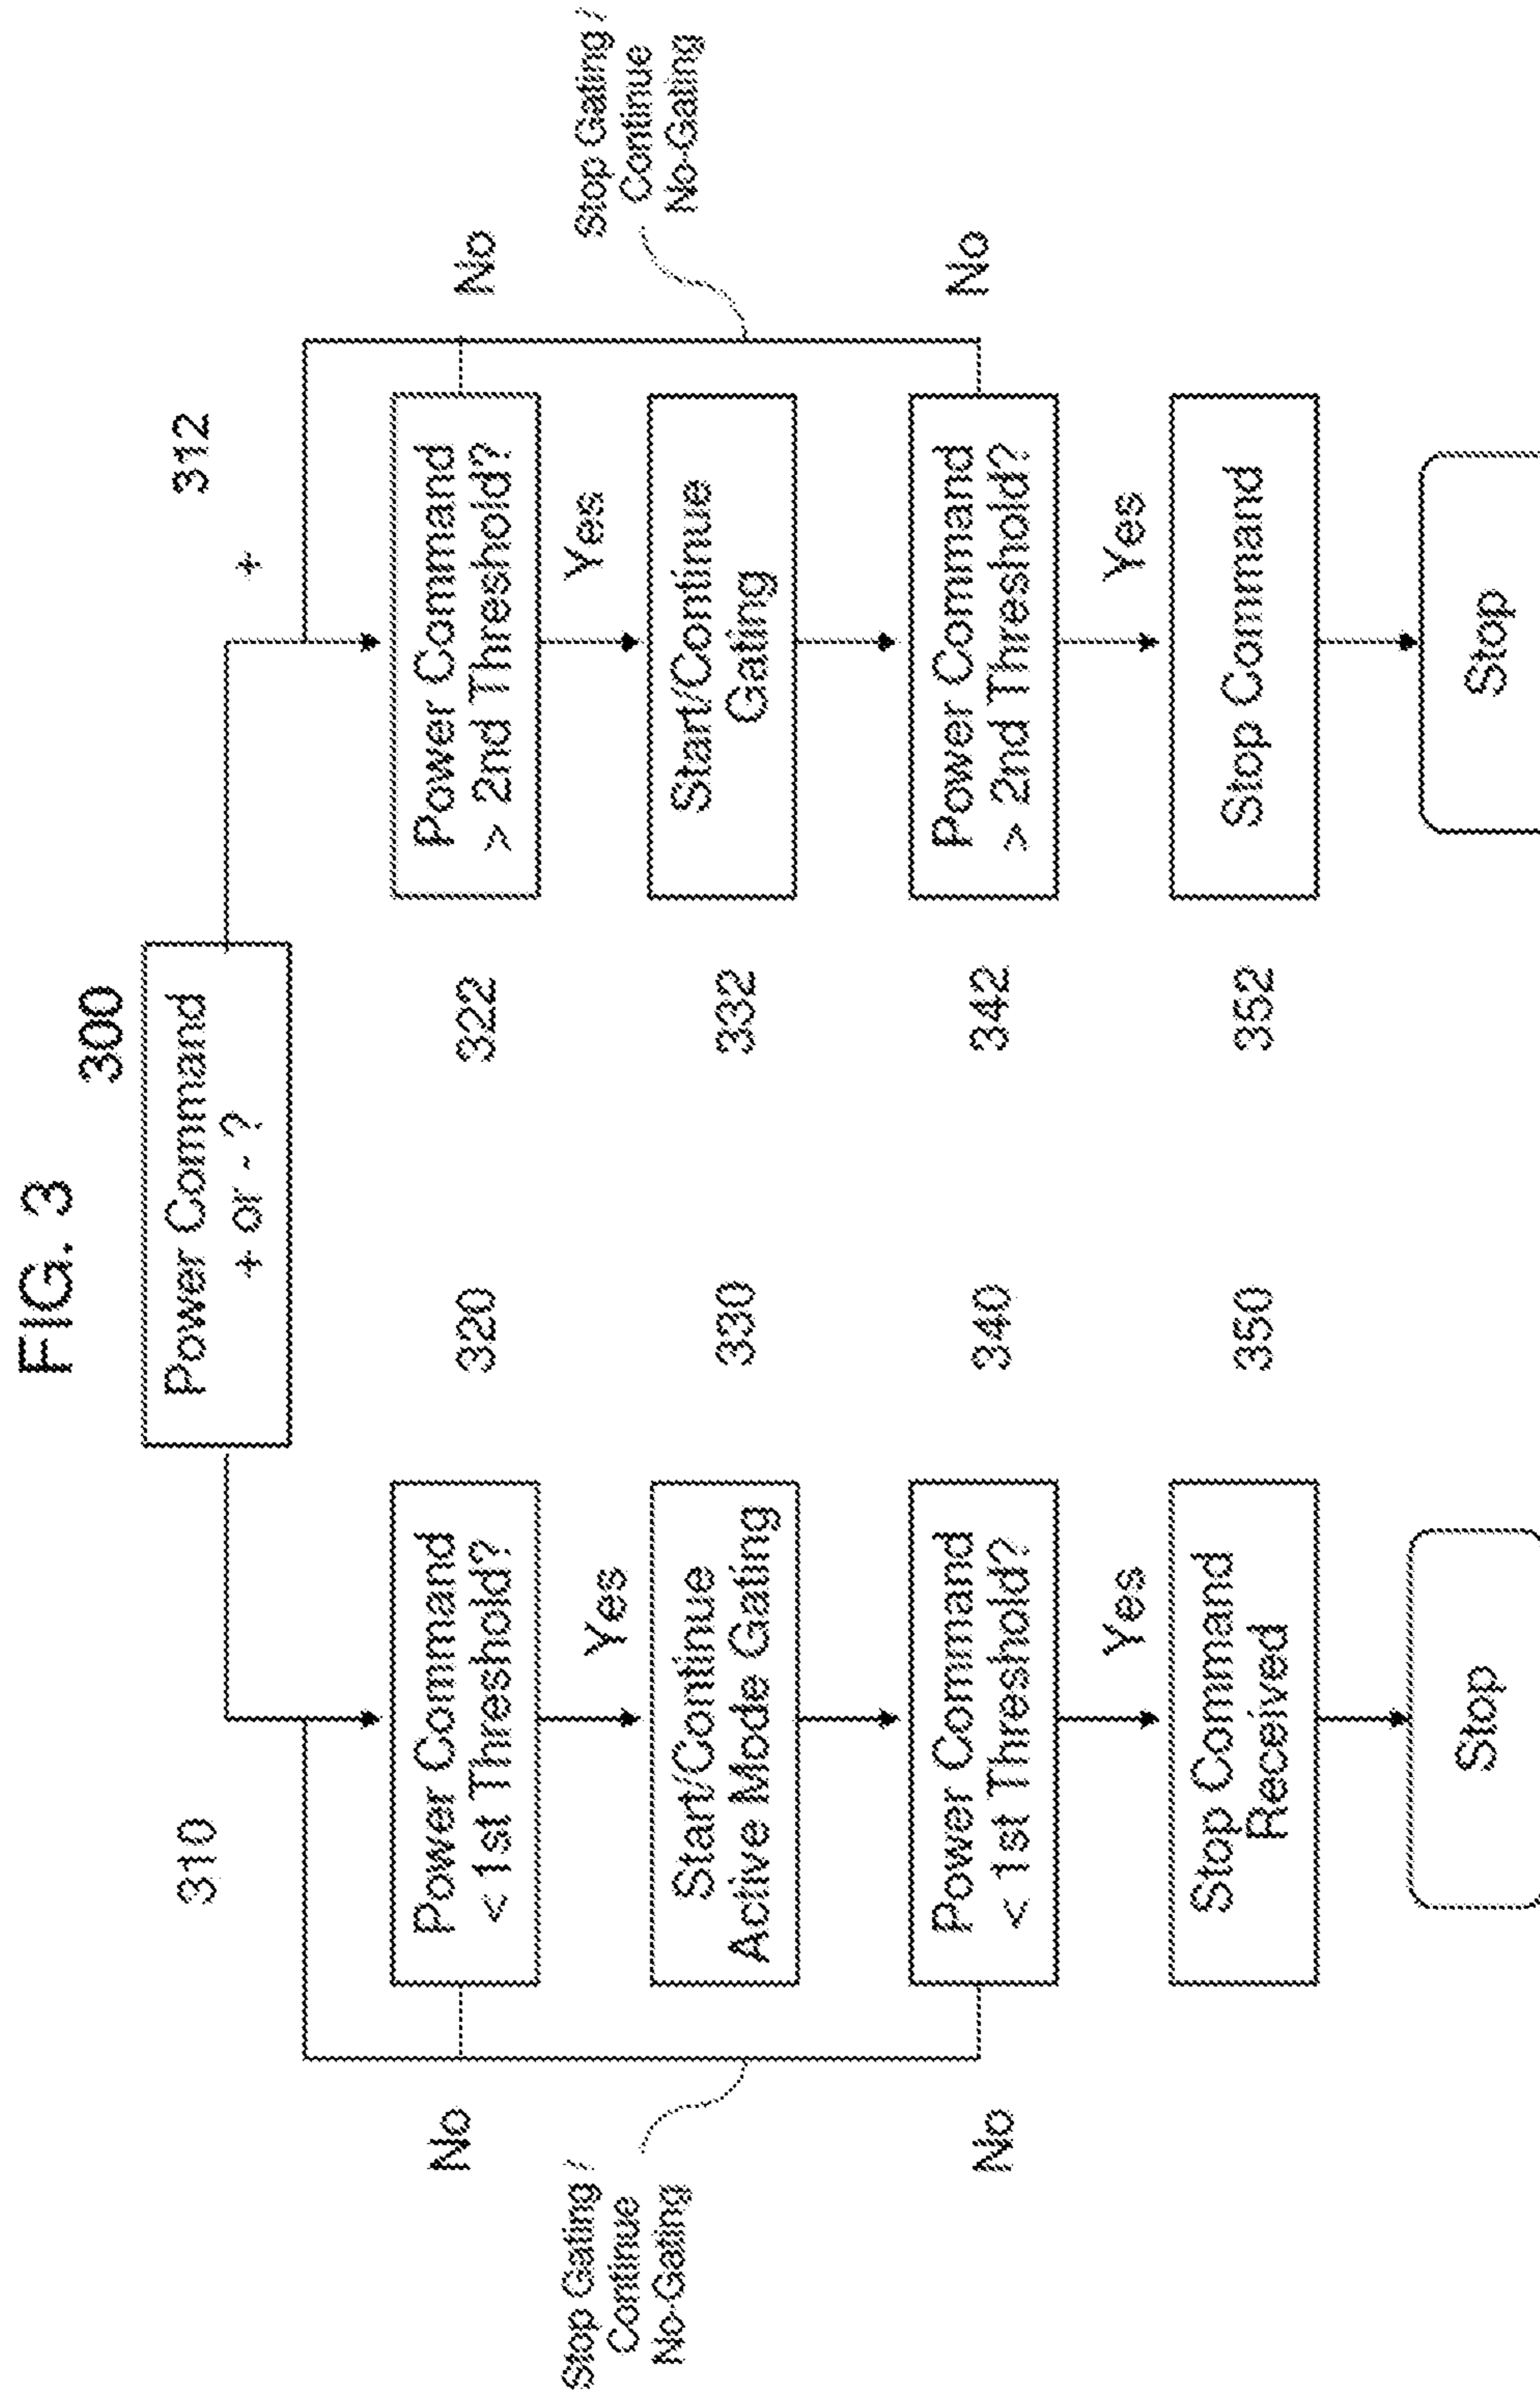 FIG. 3
300
Power Command
+ or - ?
310
312
+
Power Command
< 1st Threshold?
320
No
Yes
322
Power Command
> 2nd Threshold?
No
Yes
Stop Gating /
Continue
No-Gating
Start/Continue
Active Mode Gating
330
332
Start/Continue
Gating
Stop Gating /
Continue
No-Gating
No
Power Command
< 1st Threshold?
340
Yes
342
Power Command
> 2nd Threshold?
No
Yes
Stop Command
Received
350
352
Stop Command
Stop
Stop